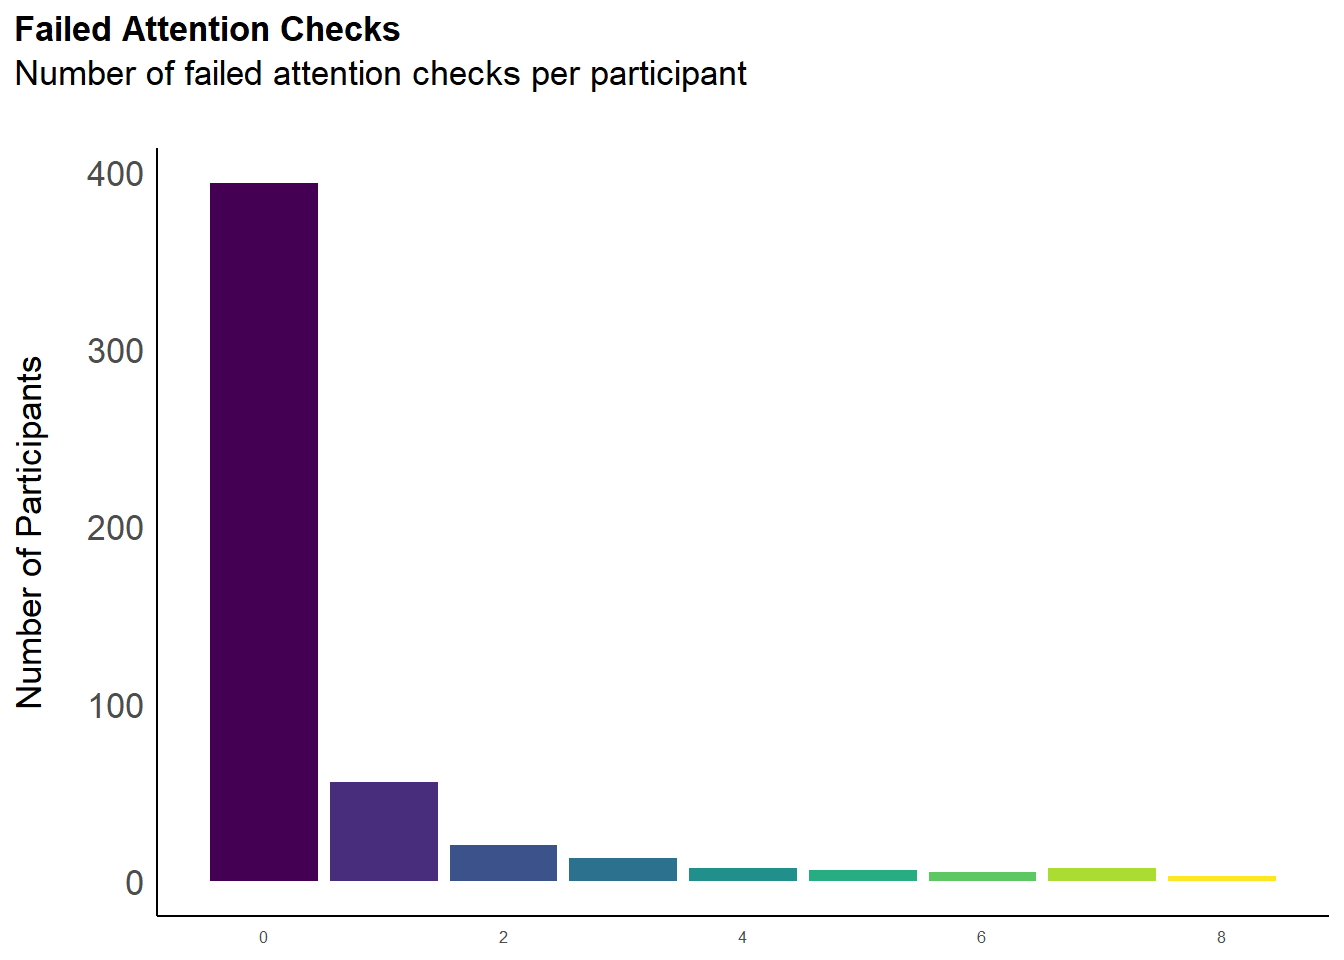 Failed Attention Checks
Number of failed attention checks per participant
Number of Participants
400
300
200
100
0
0 2 4 6 8